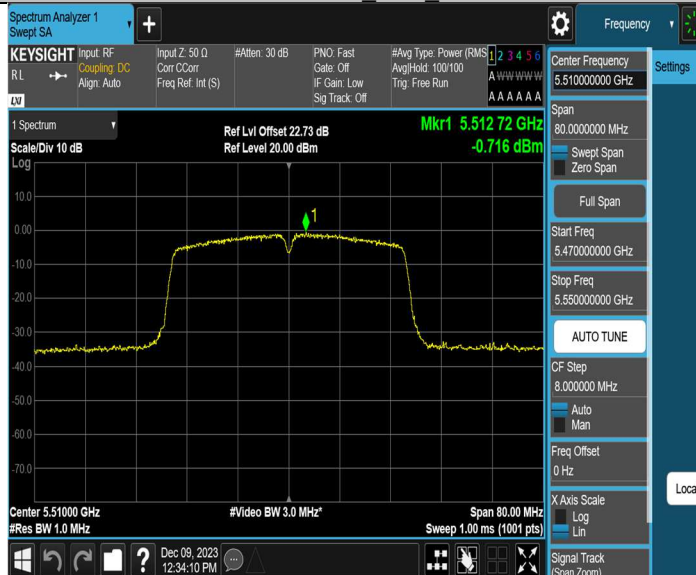 Spectrum Analyzer 1
Swept SA
Frequency
KEYSIGHT
RL
LXI
Input: RF
Coupling: DC
Align: Auto
Input Z: 50 Ω
Corr CCorr
Freq Ref: Int (S)
#Atten: 30 dB
PNO: Fast
Gate: Off
IF Gain: Low
Sig Track: Off
#Avg Type: Power (RMS
Avg|Hold: 100/100
Trig: Free Run
1 2 3 4 5 6
A W W W W W
A A A A A A
1 Spectrum
Scale/Div 10 dB
Log
Ref Lvl Offset 22.73 dB
Ref Level 20.00 dBm
Mkr1 5.512 72 GHz
-0.716 dBm
1
10.0
0.00
-10.0
-20.0
-30.0
-40.0
-50.0
-60.0
-70.0
Center 5.51000 GHz
#Res BW 1.0 MHz
#Video BW 3.0 MHz*
Span 80.00 MHz
Sweep 1.00 ms (1001 pts)
Dec 09, 2023
12:34:10 PM
Center Frequency
5.510000000 GHz
Span
80.0000000 MHz
Swept Span
Zero Span
Full Span
Start Freq
5.470000000 GHz
Stop Freq
5.550000000 GHz
AUTO TUNE
CF Step
8.000000 MHz
Auto
Man
Freq Offset
0 Hz
X Axis Scale
Log
Lin
Signal Track
(Span Zoom)
Settings
Loca